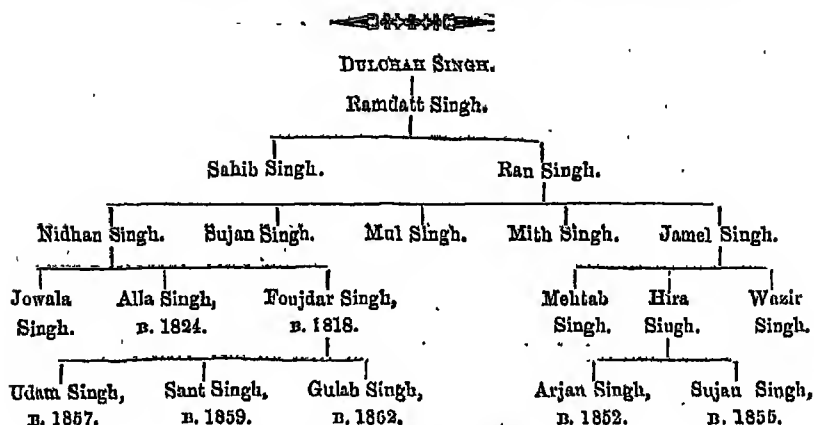 DULCHAH SINGH.
Ramdatt Singh.
Sahib Singh. Ran Singh.
Nidhan Singh. Sujan Singh. Mul Singh. Mith Singh. Jamel Singh.
Jowala Alla Singh, Foujdar Singh, Mehtab Hira Wazir
Singh. B. 1824. B. 1818. Singh. Singh. Singh.
Udam Singh, Sant Singh, Gulab Singh, Arjan Singh, Sujan Singh,
B. 1857. B. 1859. B. 1862. B. 1852. B. 1855.